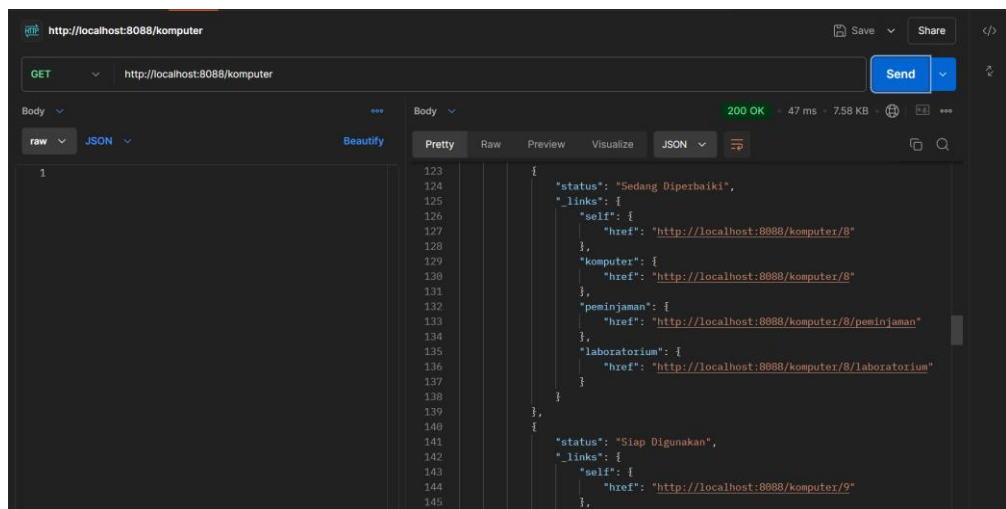 HTTP http://localhost:8088/komputer
Save
Share
</>
GET http://localhost:8088/komputer
Send
Body
Body 200 OK 47 ms 7.58 KB
raw JSON Beautify
Pretty Raw Preview Visualize JSON
1
123 {
124 "status": "Sedang Diperbaiki",
125 "_links": {
126 "self": {
127 "href": "http://localhost:8088/komputer/8"
128 },
129 "komputer": {
130 "href": "http://localhost:8088/komputer/8"
131 },
132 "peminjaman": {
133 "href": "http://localhost:8088/komputer/8/peminjaman"
134 },
135 "laboratorium": {
136 "href": "http://localhost:8088/komputer/8/laboratorium"
137 }
138 }
139 },
140 {
141 "status": "Siap Digunakan",
142 "_links": {
143 "self": {
144 "href": "http://localhost:8088/komputer/9"
145 },